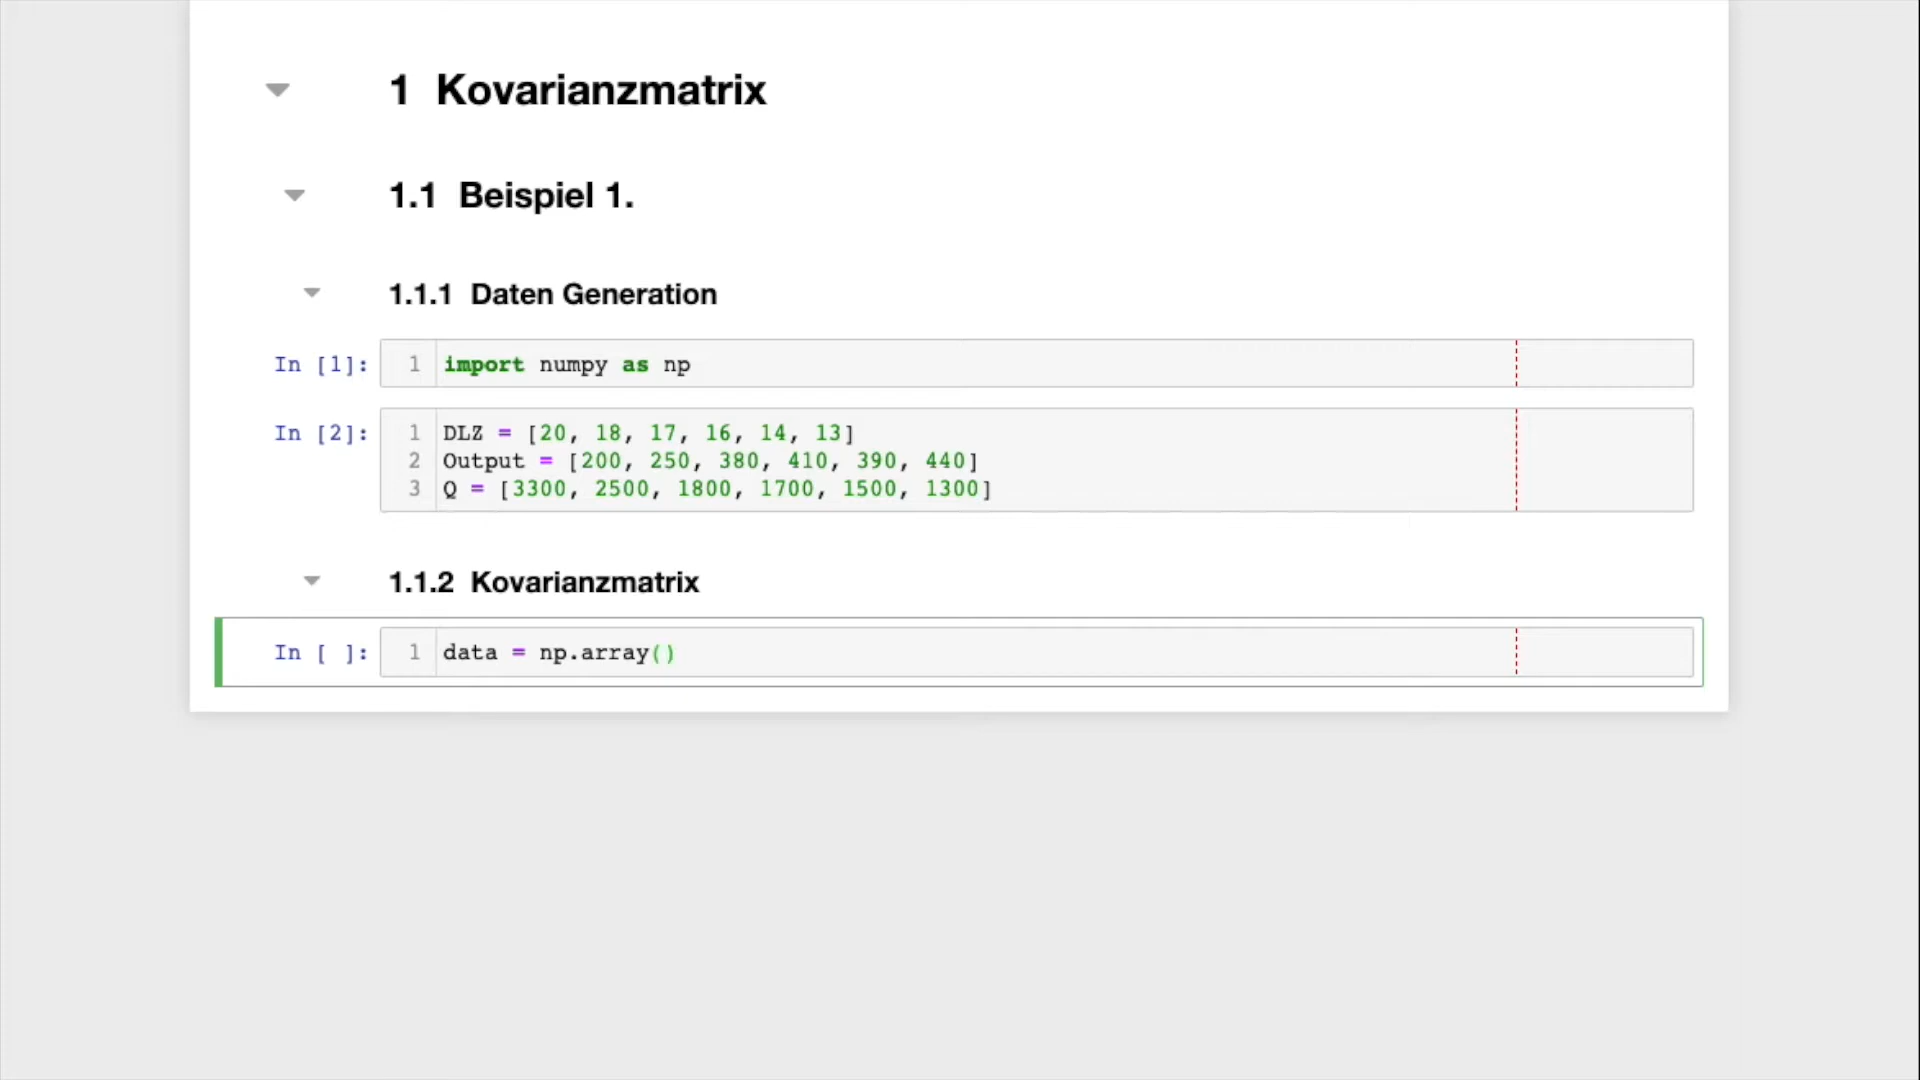 1 Kovarianzmatrix
1.1 Beispiel 1.
1.1.1 Daten Generation
In [1]: 1 import numpy as np
In [2]: 1 DLZ = [20, 18, 17, 16, 14, 13]
2 Output = [200, 250, 380, 410, 390, 440]
3 Q = [3300, 2500, 1800, 1700, 1500, 1300]
1.1.2 Kovarianzmatrix
In [ ]: 1 data = np.array()